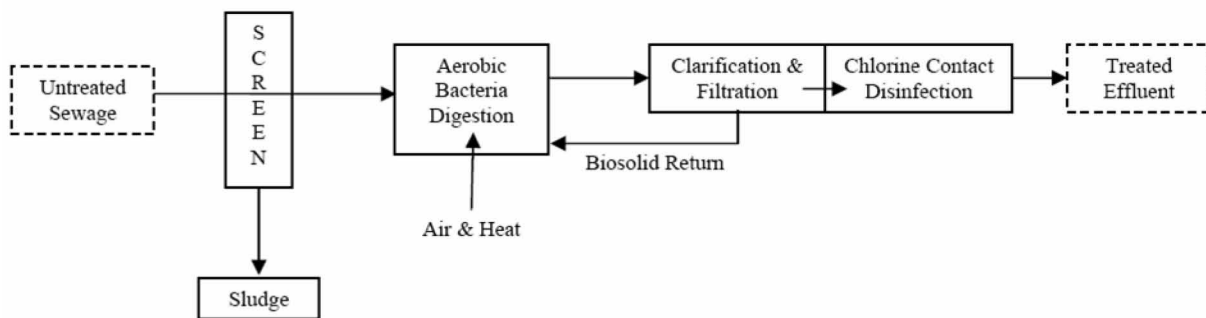 Untreated
Sewage
S
C
R
E
E
N
Sludge
Aerobic
Bacteria
Digestion
Air & Heat
Clarification &
Filtration
Biosolid Return
Chlorine Contact
Disinfection
Treated
Effluent